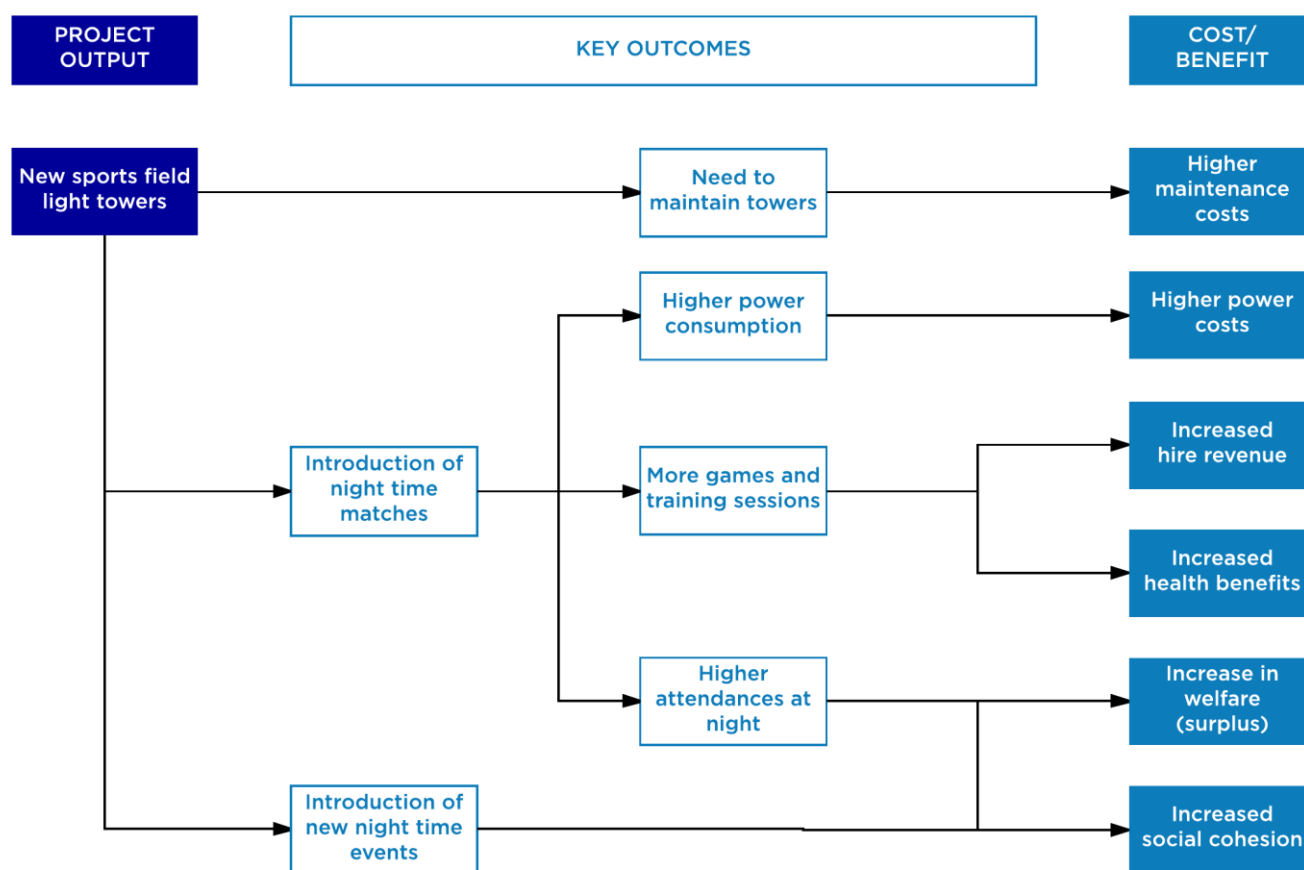 PROJECT
OUTPUT
KEY OUTCOMES
COST/
BENEFIT
New sports field
light towers
Need to
maintain towers
Higher
maintenance
costs
Higher power
consumption
Higher power
costs
Introduction of
night time
matches
More games and
training sessions
Increased
hire revenue
Increased
health benefits
Higher
attendances at
night
Increase in
welfare
(surplus)
Introduction of
new night time
events
Increased
social cohesion